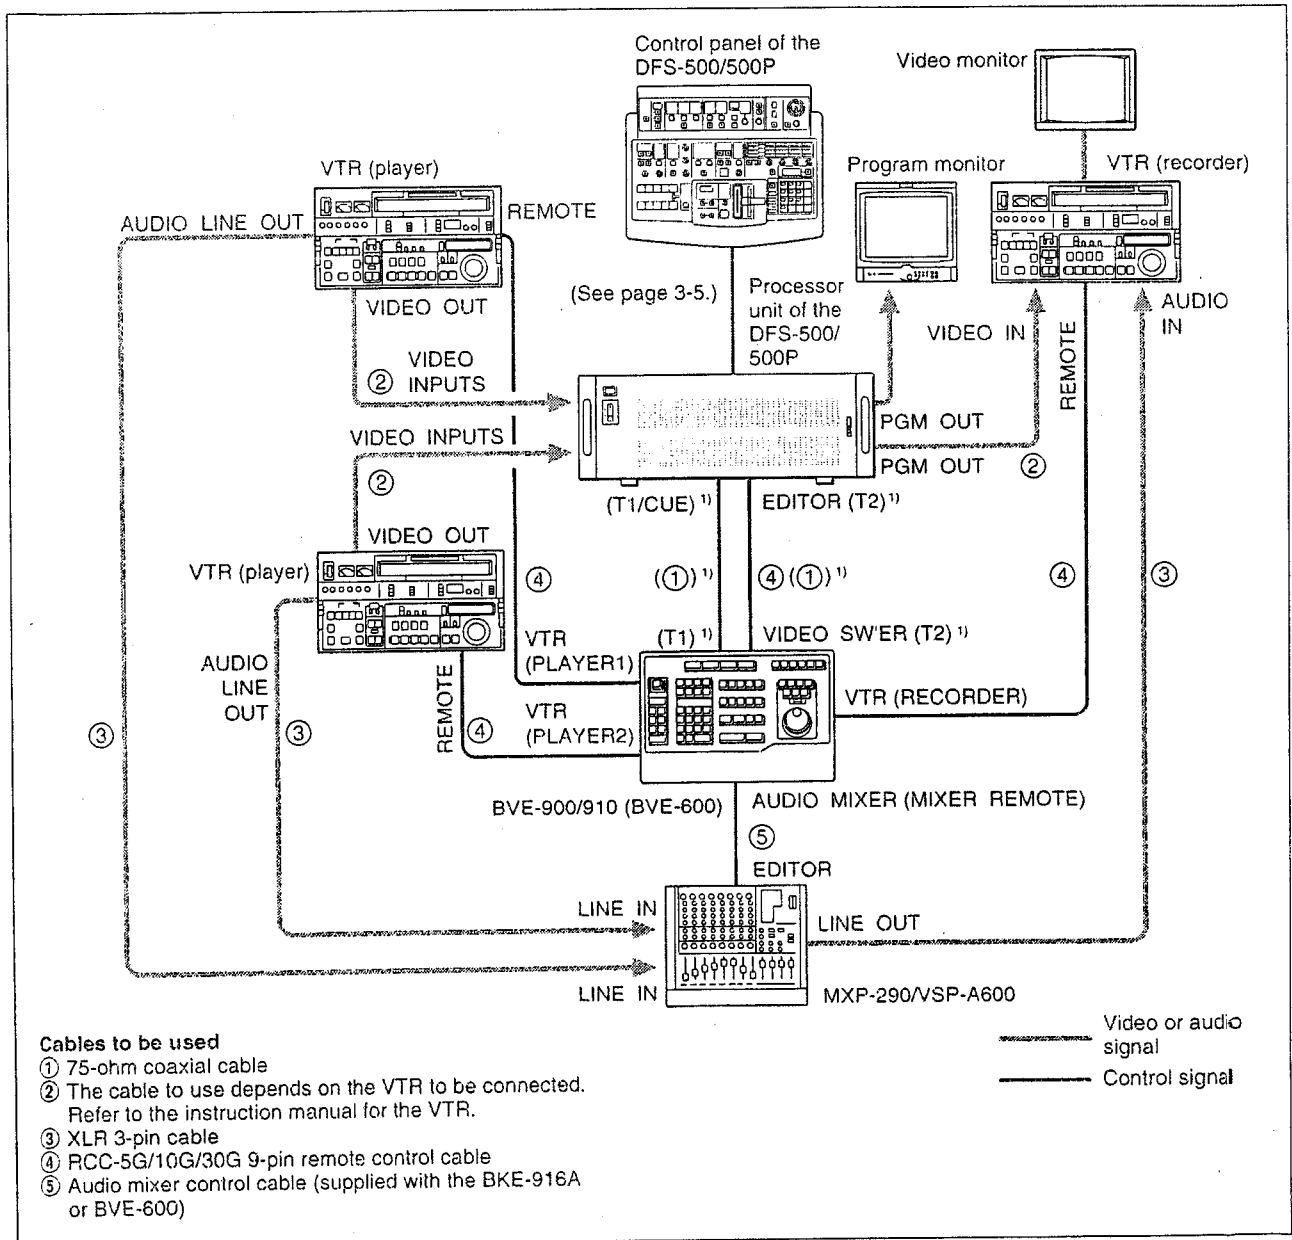 Control panel of the
DFS-500/500P
Video monitor
VTR (player)
Program monitor
VTR (recorder)
AUDIO LINE OUT
REMOTE
(See page 3-5.)
Processor
unit of the
DFS-500/
500P
VIDEO OUT
VIDEO IN
REMOTE
AUDIO
IN
VIDEO
INPUTS
②
PGM OUT
VIDEO INPUTS
PGM OUT
②
②
(T1/CUE) 1)
EDITOR (T2) 1)
VIDEO OUT
VTR (player)
④
(①) 1)
④ (①) 1)
④
③
(T1) 1)
VIDEO SW'ER (T2) 1)
VTR
(PLAYER1)
AUDIO
LINE
OUT
REMOTE
VTR (RECORDER)
VTR
(PLAYER2)
③
③
④
BVE-900/910 (BVE-600)
AUDIO MIXER (MIXER REMOTE)
⑤
EDITOR
LINE IN
LINE OUT
LINE IN
MXP-290/VSP-A600
Cables to be used
① 75-ohm coaxial cable
② The cable to use depends on the VTR to be connected.
Refer to the instruction manual for the VTR.
③ XLR 3-pin cable
④ RCC-5G/10G/30G 9-pin remote control cable
⑤ Audio mixer control cable (supplied with the BKE-916A
or BVE-600)
Video or audio
signal
Control signal